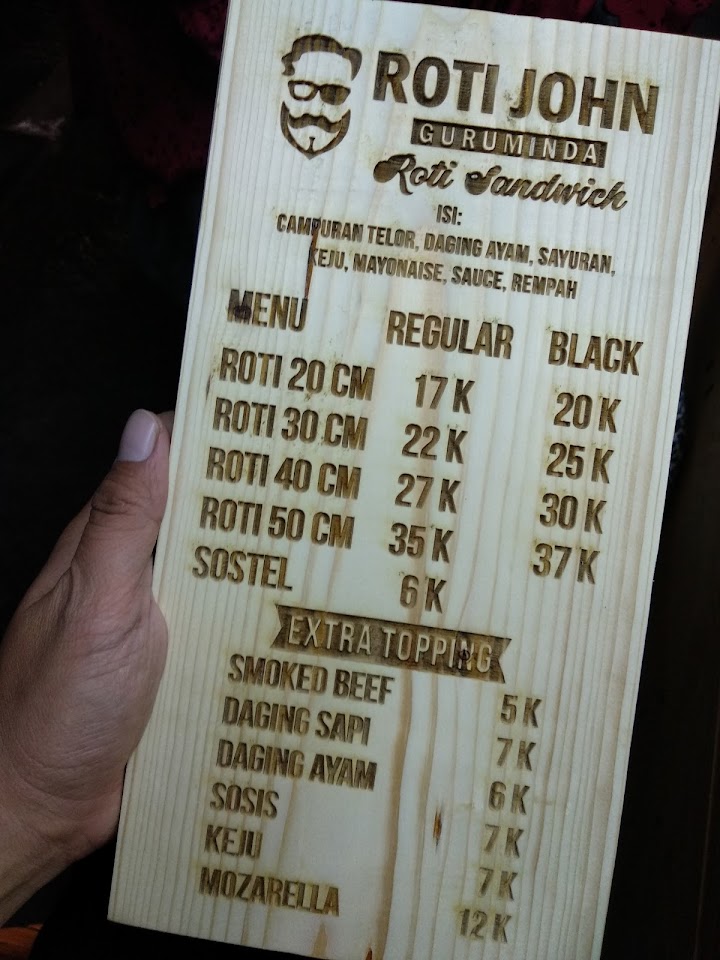 ROTI JOHN
GURUMINDA
Roti Sandwich
ISI:
CAMPURAN TELOR, DAGING AYAM, SAYURAN,
KEJU, MAYONAISE, SAUCE, REMPAH
MENU REGULAR BLACK
ROTI 20 CM 17 K 20 K
ROTI 30 CM 22 K 25 K
ROTI 40 CM 27 K 30 K
ROTI 50 CM 35 K 37 K
SOSTEL 6 K
EXTRA TOPPING
SMOKED BEEF 5 K
DAGING SAPI 7 K
DAGING AYAM 6 K
SOSIS 7 K
KEJU 7 K
MOZARELLA 12 K